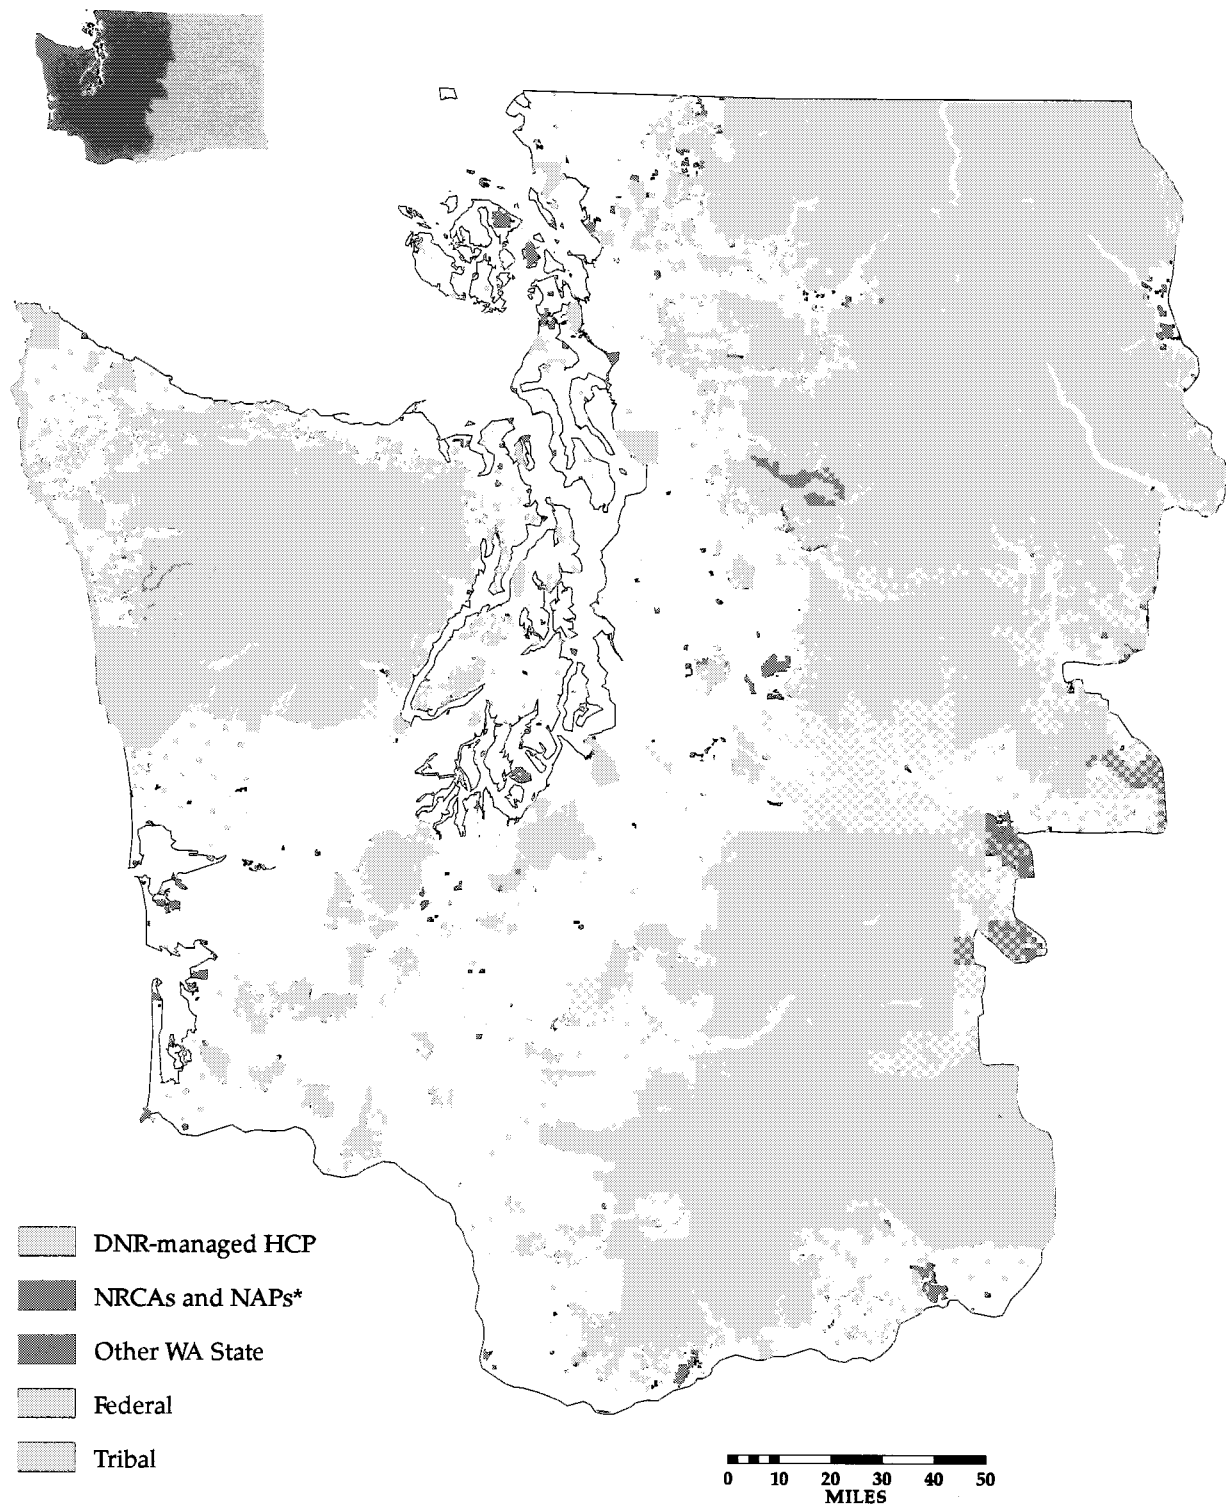 DNR-managed HCP
NRCAs and NAPs*
Other WA State
Federal
Tribal
0 10 20 30 40 50
MILES